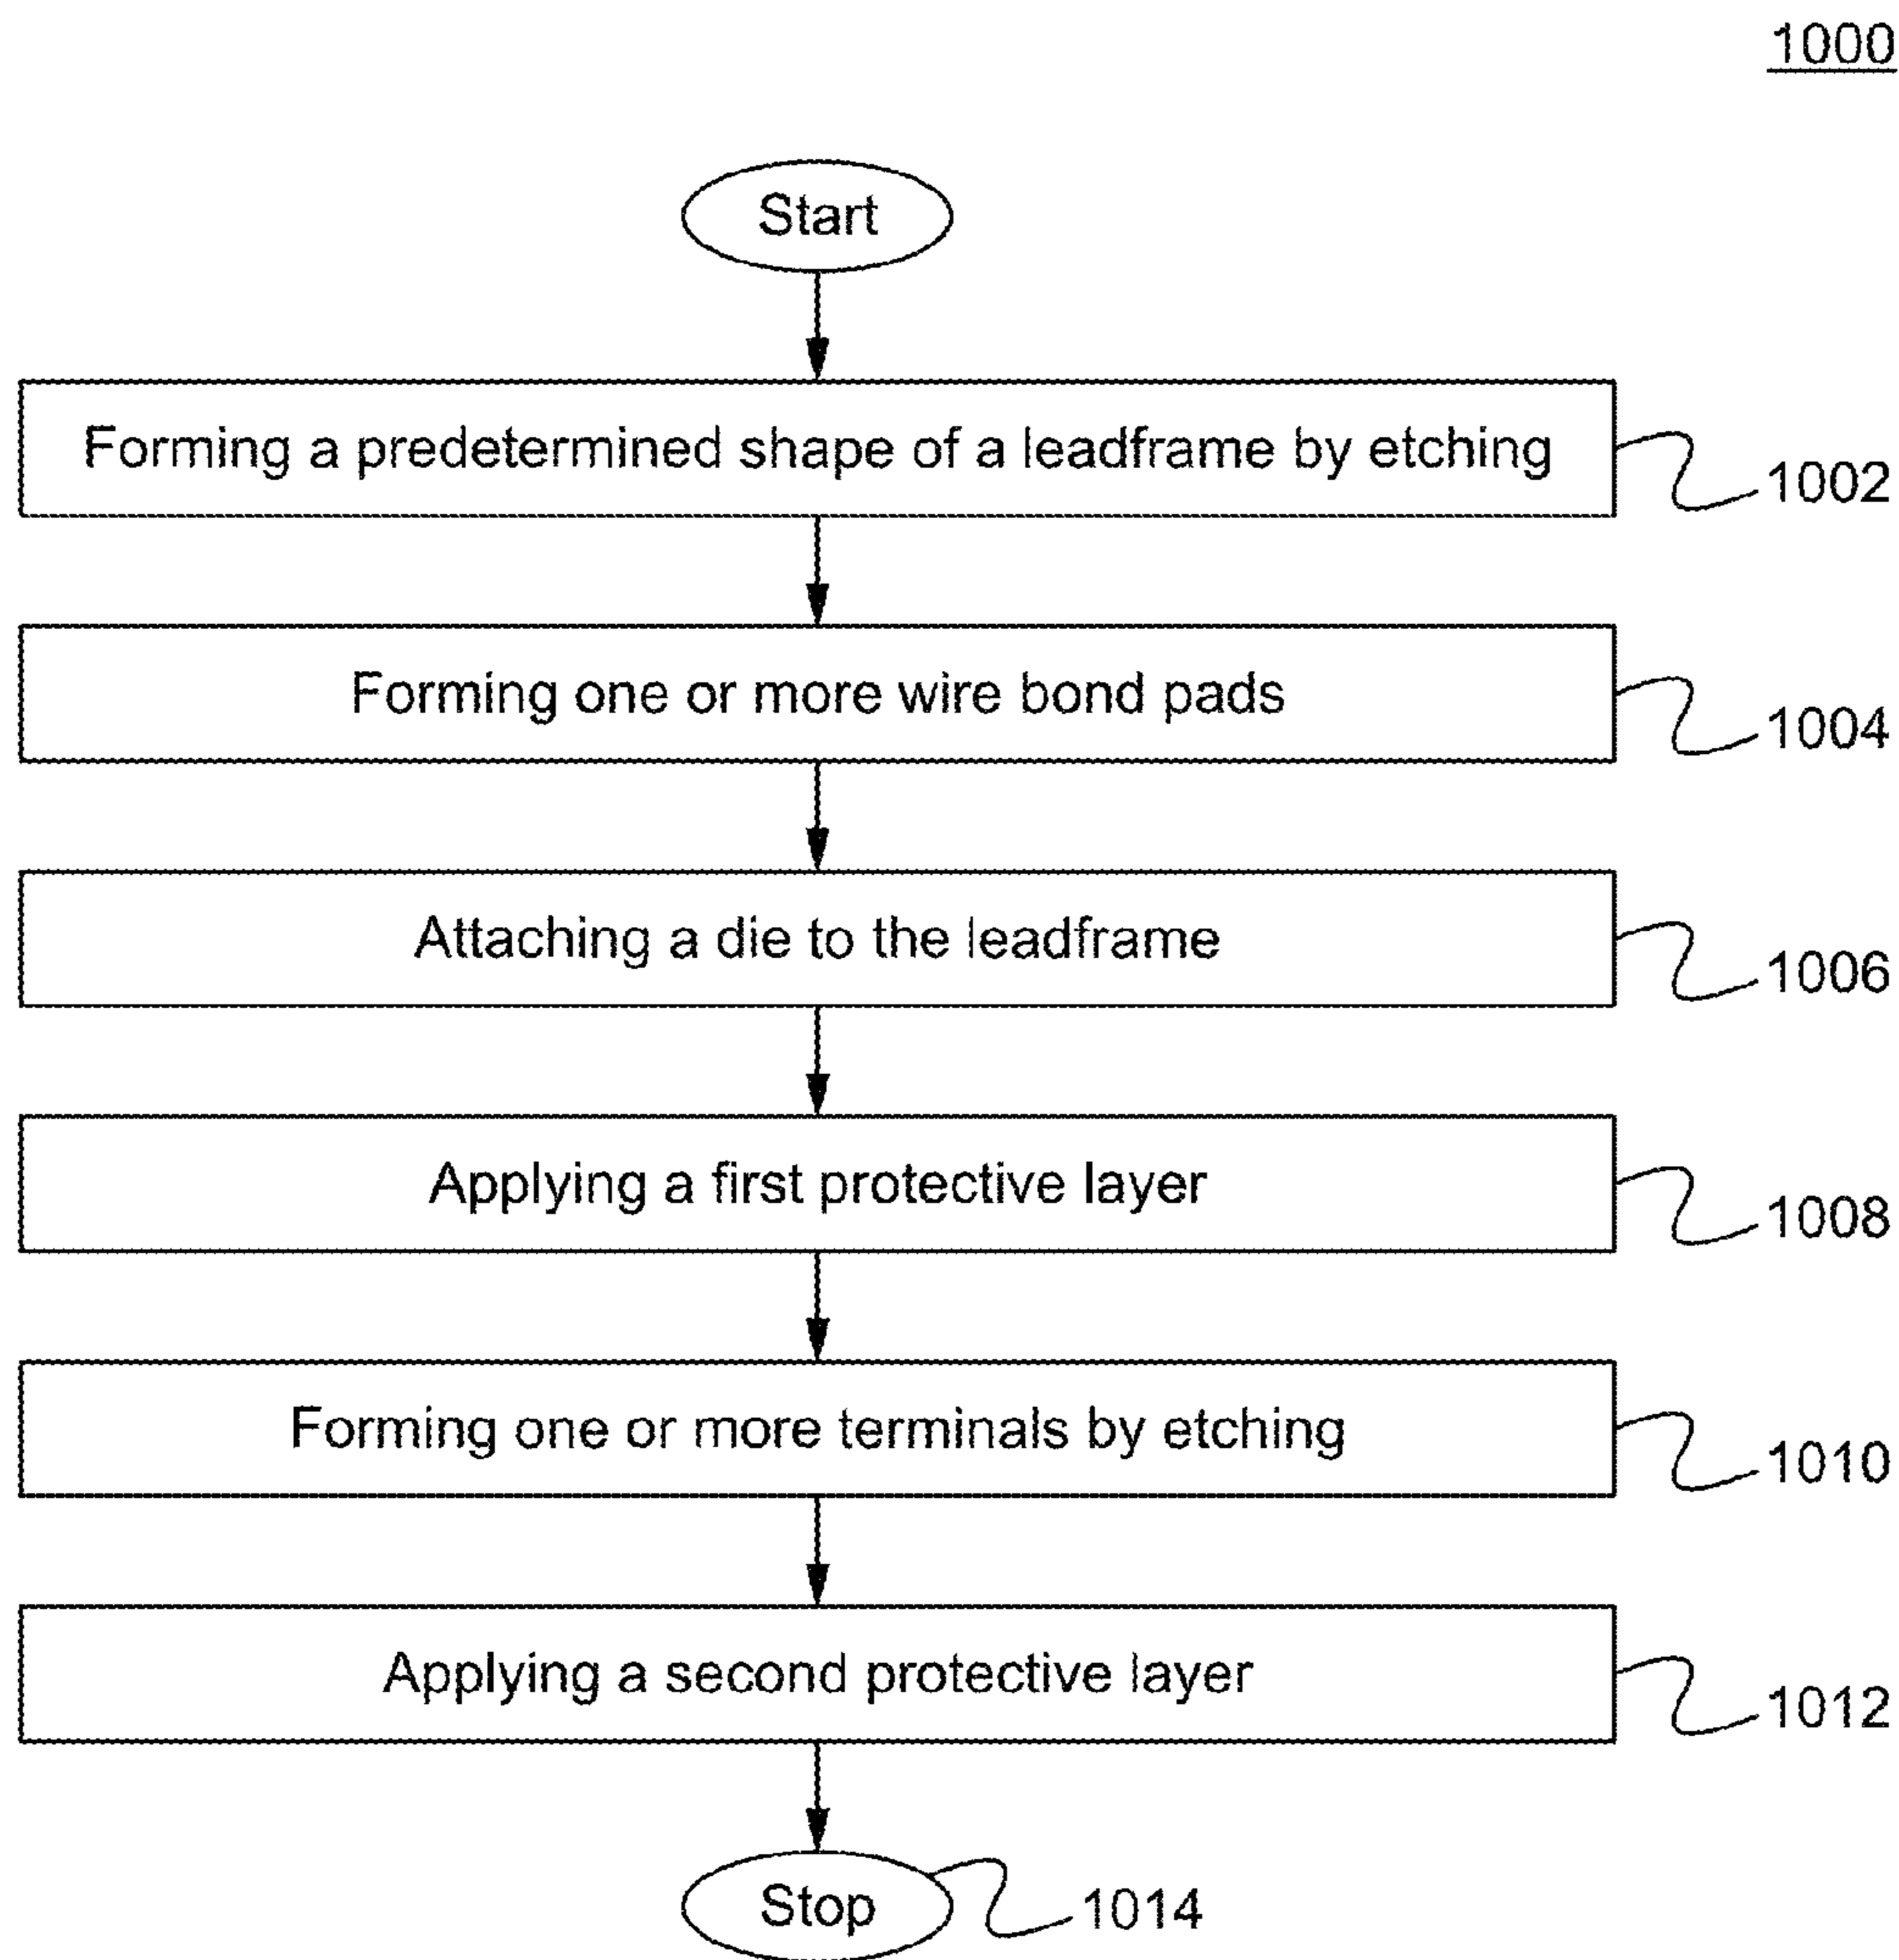 1000
Start
Forming a predetermined shape of a leadframe by etching
1002
Forming one or more wire bond pads
1004
Attaching a die to the leadframe
1006
Applying a first protective layer
1008
Forming one or more terminals by etching
1010
Applying a second protective layer
1012
Stop
1014